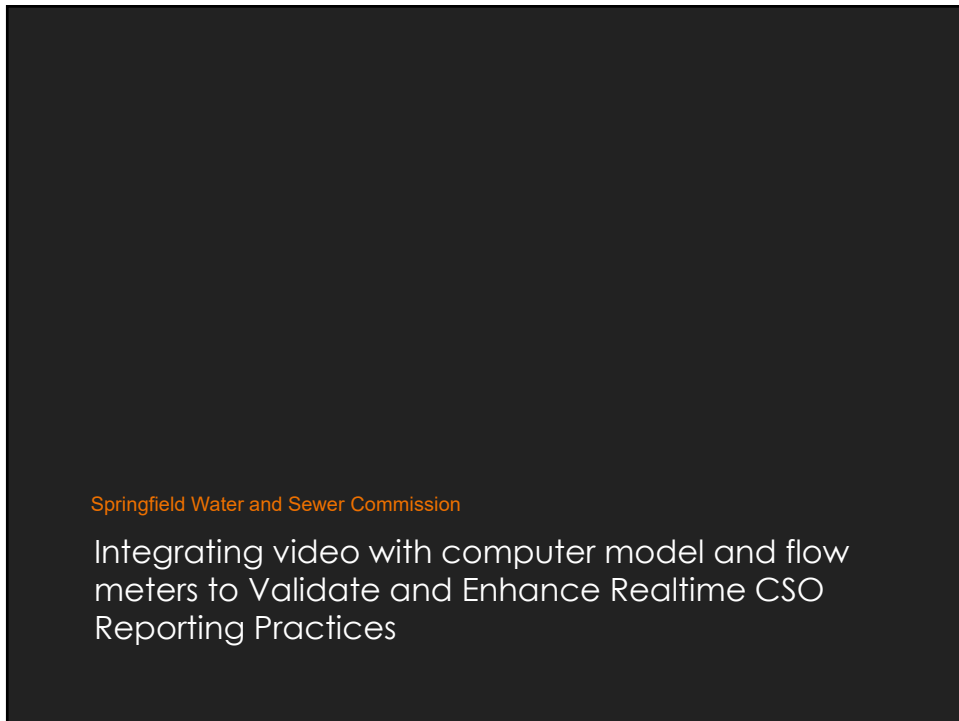 Springfield Water and Sewer Commission
Integrating video with computer model and flow
meters to Validate and Enhance Realtime CSO
Reporting Practices